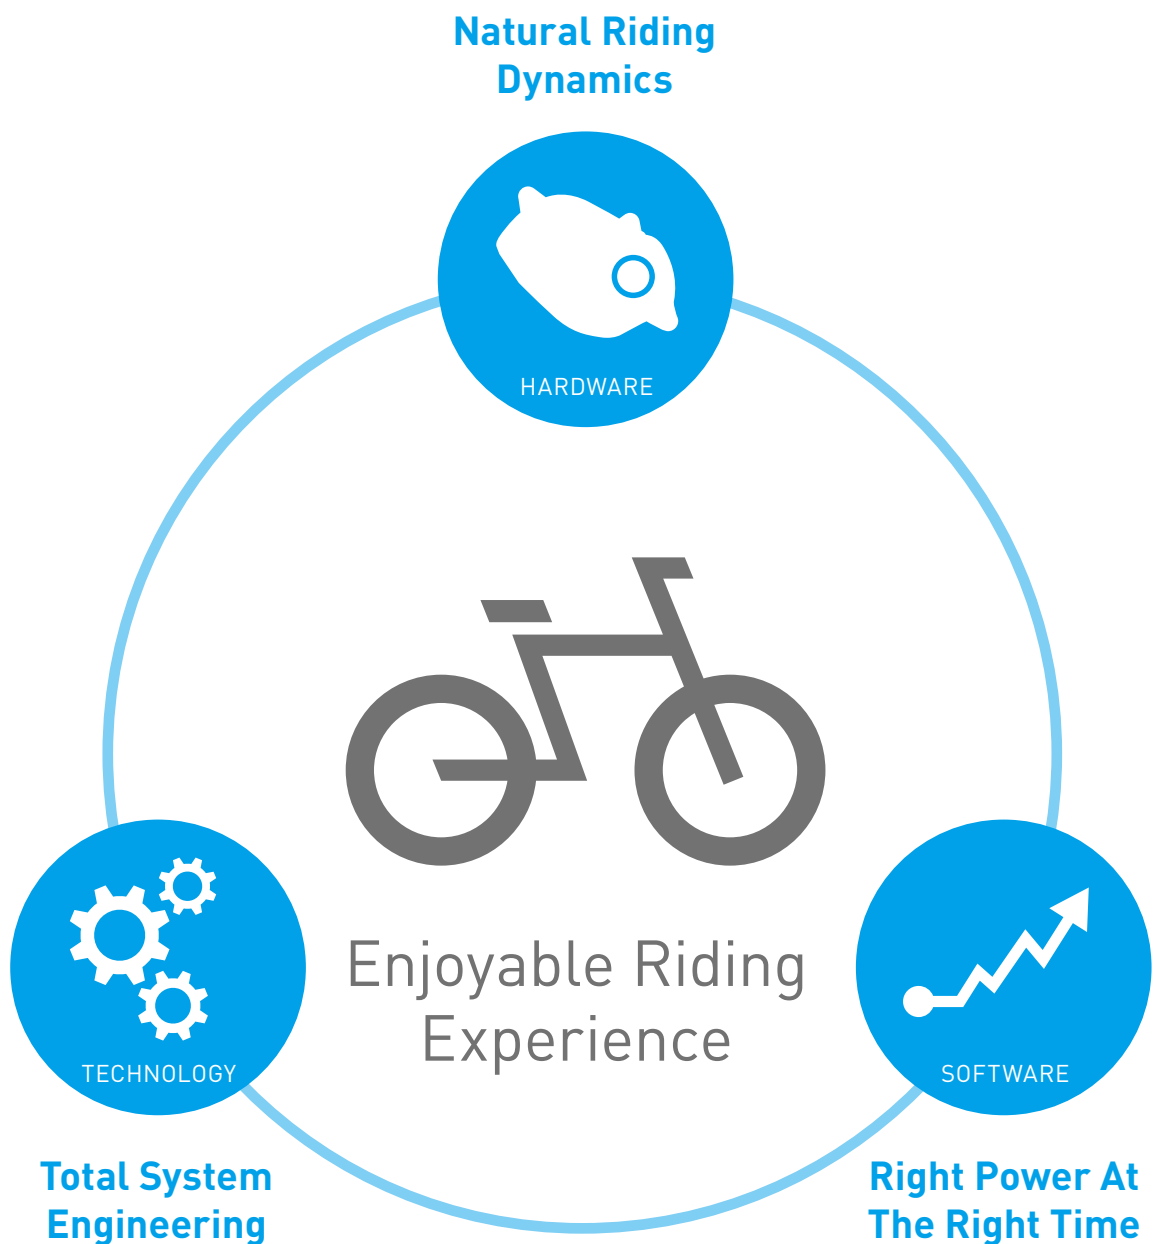 Natural Riding
Dynamics
HARDWARE
Enjoyable Riding
Experience
TECHNOLOGY
SOFTWARE
Total System
Engineering
Right Power At
The Right Time